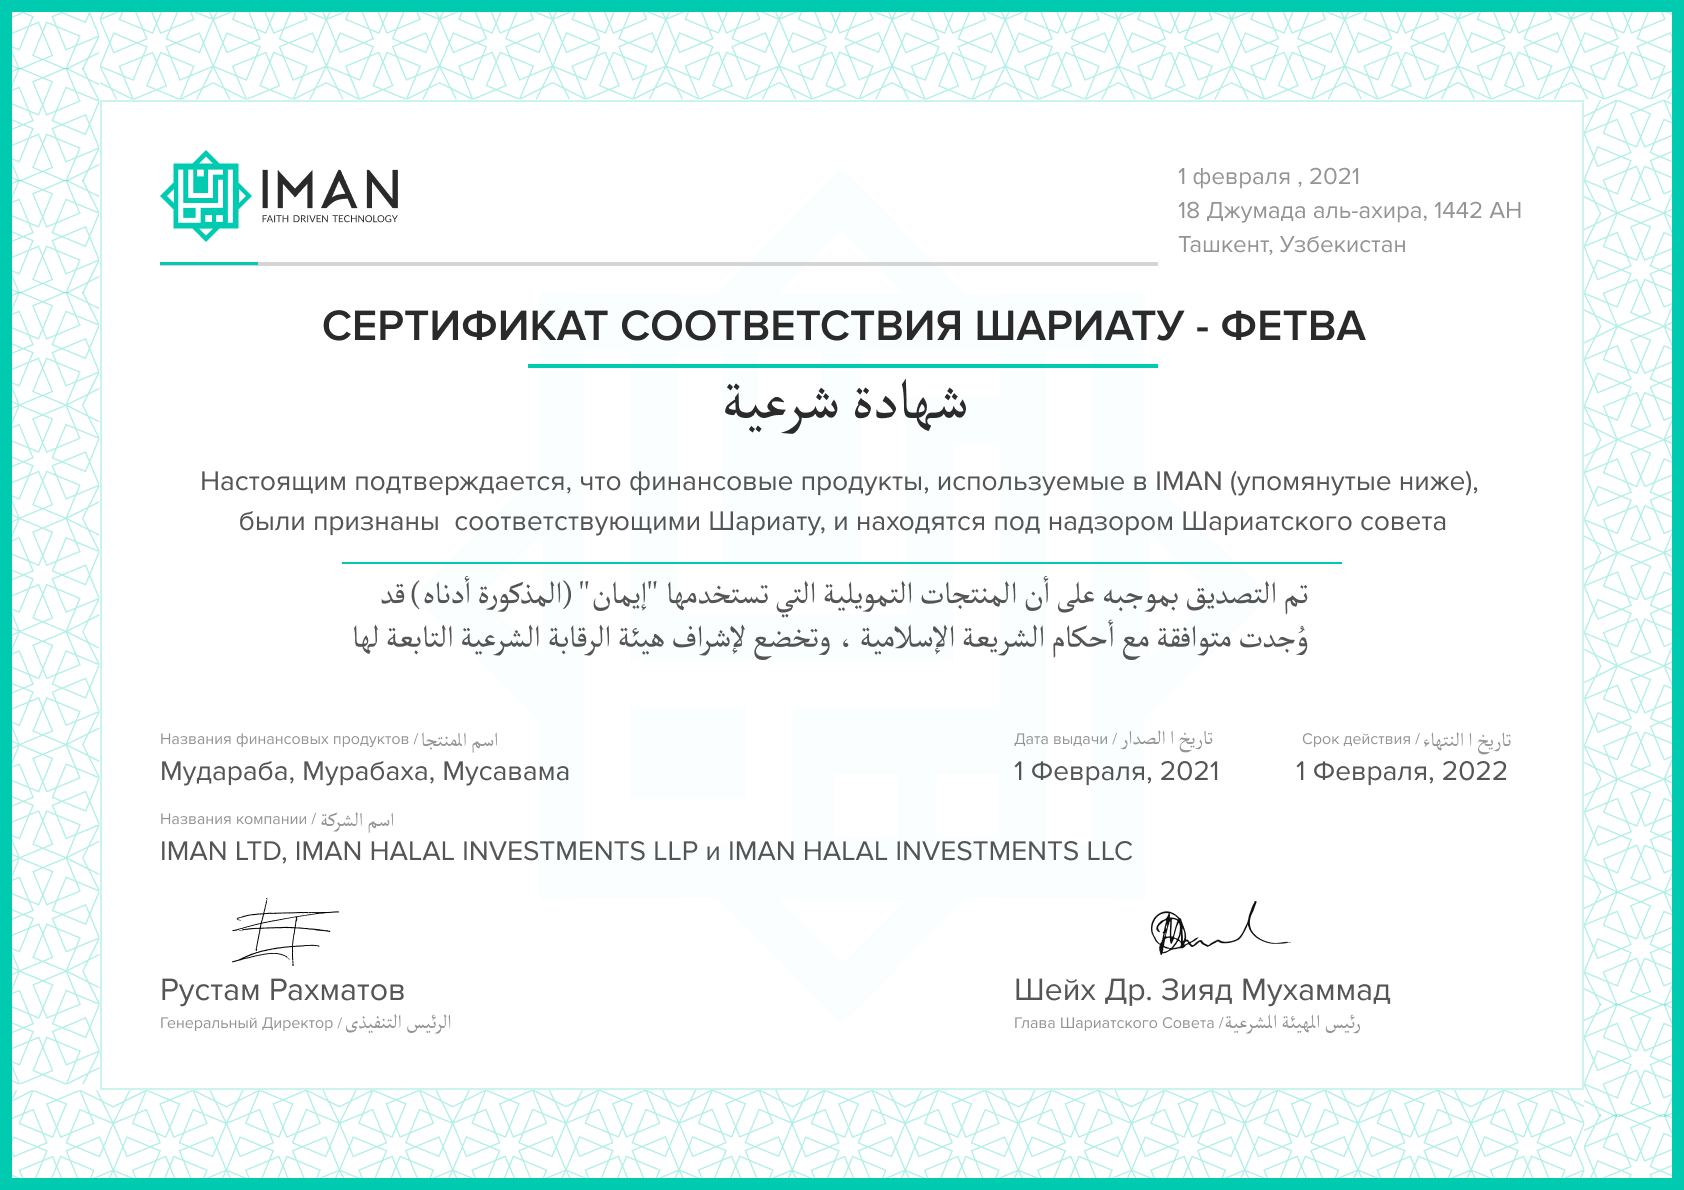 IMAN
FAITH DRIVEN TECHNOLOGY
1 февраля , 2021
18 Джумада аль-ахира, 1442 AH
Ташкент, Узбекистан
СЕРТИФИКАТ СООТВЕТСТВИЯ ШАРИАТУ - ФЕТВА
شهادة شرعية
Настоящим подтверждается, что финансовые продукты, используемые в IMAN (упомянутые ниже),
были признаны соответствующими Шариату, и находятся под надзором Шариатского совета
تم التصديق بموجبه على أن المنتجات التمويلية التي تستخدمها "إيمان" (المذكورة أدناه) قد
وُجدت متوافقة مع أحكام الشريعة الإسلامية ، وتخضع لإشراف هيئة الرقابة الشرعية التابعة لها
Названия финансовых продуктов / اسم المنتجا
Мудараба, Мурабаха, Мусавама
Дата выдачи / تاريخ ا الصدار
1 Февраля, 2021
Срок действия / تاريخ ا النتهاء
1 Февраля, 2022
Названия компании / اسم الشركة
IMAN LTD, IMAN HALAL INVESTMENTS LLP и IMAN HALAL INVESTMENTS LLC
Рустам Рахматов
Генеральный Директор / الرئيس التنفيذى
Шейх Др. Зияд Мухаммад
Глава Шариатского Совета / رئيس المهيئة المشرعية